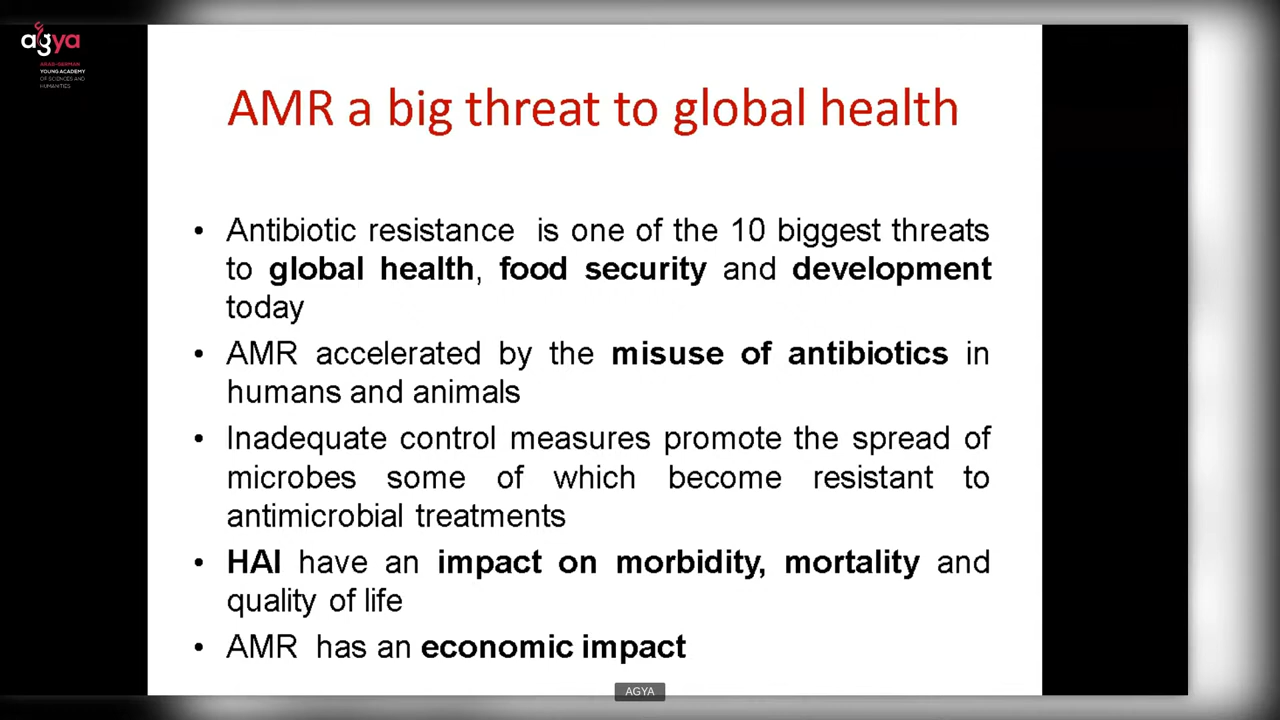 agya
ع
ARAB-GERMAN
YOUNG ACADEMY
OF SCIENCES AND
HUMANITIES
AMR a big threat to global health
• Antibiotic resistance is one of the 10 biggest threats
to global health, food security and development
today
• AMR accelerated by the misuse of antibiotics in
humans and animals
• Inadequate control measures promote the spread of
microbes some of which become resistant to
antimicrobial treatments
• HAI have an impact on morbidity, mortality and
quality of life
• AMR has an economic impact
AGYA